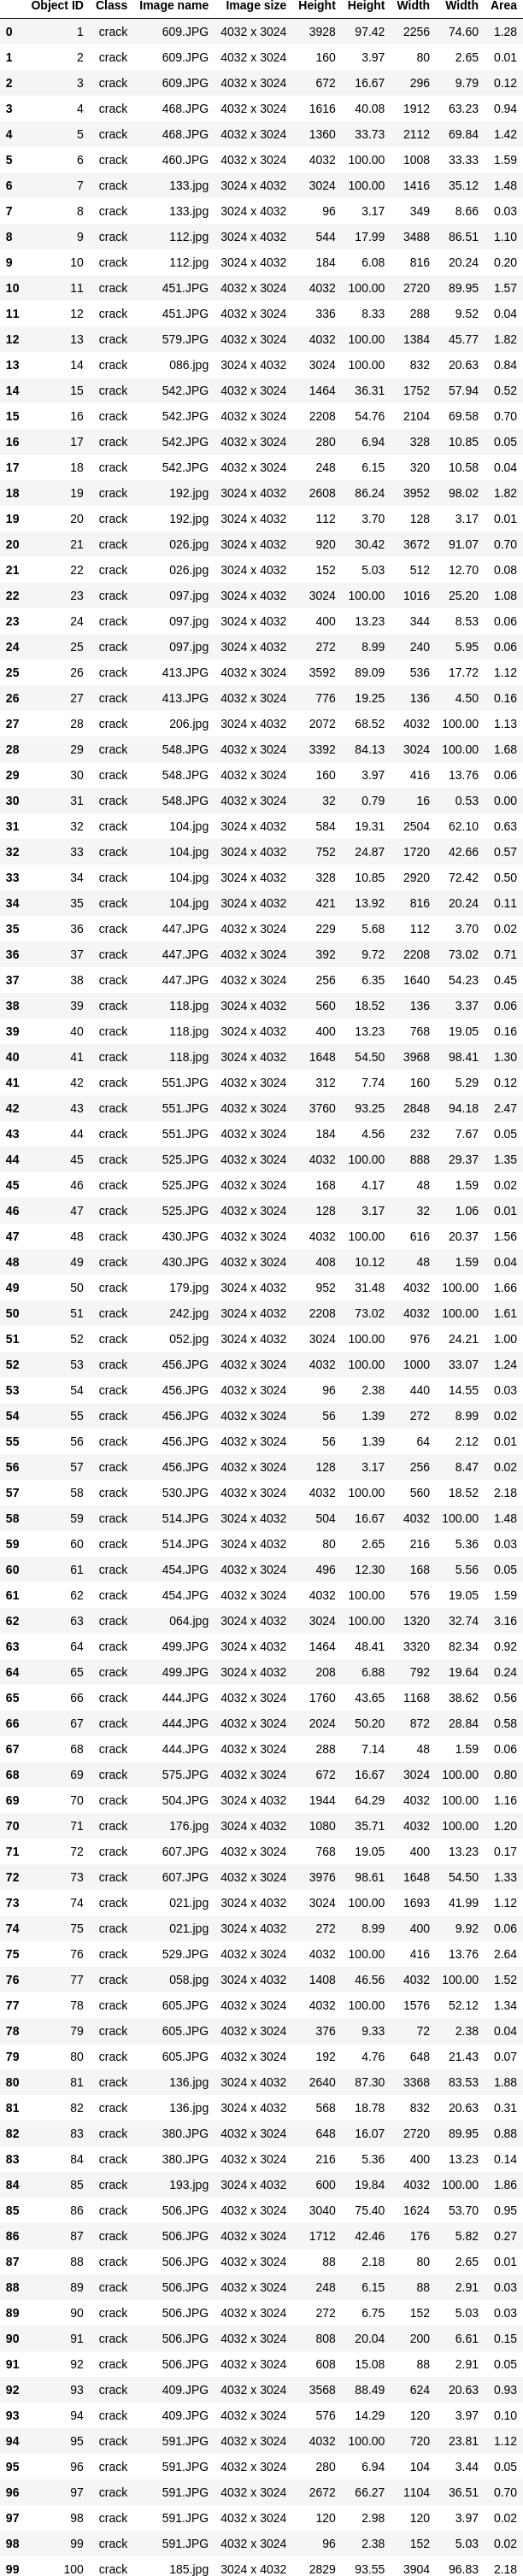 Object ID Class Image name Image size Height Height Width Width Area
0 1 crack 609.JPG 4032 x 3024 3928 97.42 2256 74.60 1.28
1 2 crack 609.JPG 4032 x 3024 160 3.97 80 2.65 0.01
2 3 crack 609.JPG 4032 x 3024 672 16.67 296 9.79 0.12
3 4 crack 468.JPG 4032 x 3024 1616 40.08 1912 63.23 0.94
4 5 crack 468.JPG 4032 x 3024 1360 33.73 2112 69.84 1.42
5 6 crack 460.JPG 4032 x 3024 4032 100.00 1008 33.33 1.59
6 7 crack 133.jpg 3024 x 4032 3024 100.00 1416 35.12 1.48
7 8 crack 133.jpg 3024 x 4032 96 3.17 349 8.66 0.03
8 9 crack 112.jpg 3024 x 4032 544 17.99 3488 86.51 1.10
9 10 crack 112.jpg 3024 x 4032 184 6.08 816 20.24 0.20
10 11 crack 451.JPG 4032 x 3024 4032 100.00 2720 89.95 1.57
11 12 crack 451.JPG 4032 x 3024 336 8.33 288 9.52 0.04
12 13 crack 579.JPG 4032 x 3024 4032 100.00 1384 45.77 1.82
13 14 crack 086.jpg 3024 x 4032 3024 100.00 832 20.63 0.84
14 15 crack 542.JPG 4032 x 3024 1464 36.31 1752 57.94 0.52
15 16 crack 542.JPG 4032 x 3024 2208 54.76 2104 69.58 0.70
16 17 crack 542.JPG 4032 x 3024 280 6.94 328 10.85 0.05
17 18 crack 542.JPG 4032 x 3024 248 6.15 320 10.58 0.04
18 19 crack 192.jpg 3024 x 4032 2608 86.24 3952 98.02 1.82
19 20 crack 192.jpg 3024 x 4032 112 3.70 128 3.17 0.01
20 21 crack 026.jpg 3024 x 4032 920 30.42 3672 91.07 0.70
21 22 crack 026.jpg 3024 x 4032 152 5.03 512 12.70 0.08
22 23 crack 097.jpg 3024 x 4032 3024 100.00 1016 25.20 1.08
23 24 crack 097.jpg 3024 x 4032 400 13.23 344 8.53 0.06
24 25 crack 097.jpg 3024 x 4032 272 8.99 240 5.95 0.06
25 26 crack 413.JPG 4032 x 3024 3592 89.09 536 17.72 1.12
26 27 crack 413.JPG 4032 x 3024 776 19.25 136 4.50 0.16
27 28 crack 206.jpg 3024 x 4032 2072 68.52 4032 100.00 1.13
28 29 crack 548.JPG 4032 x 3024 3392 84.13 3024 100.00 1.68
29 30 crack 548.JPG 4032 x 3024 160 3.97 416 13.76 0.06
30 31 crack 548.JPG 4032 x 3024 32 0.79 16 0.53 0.00
31 32 crack 104.jpg 3024 x 4032 584 19.31 2504 62.10 0.63
32 33 crack 104.jpg 3024 x 4032 752 24.87 1720 42.66 0.57
33 34 crack 104.jpg 3024 x 4032 328 10.85 2920 72.42 0.50
34 35 crack 104.jpg 3024 x 4032 421 13.92 816 20.24 0.11
35 36 crack 447.JPG 4032 x 3024 229 5.68 112 3.70 0.02
36 37 crack 447.JPG 4032 x 3024 392 9.72 2208 73.02 0.71
37 38 crack 447.JPG 4032 x 3024 256 6.35 1640 54.23 0.45
38 39 crack 118.jpg 3024 x 4032 560 18.52 136 3.37 0.06
39 40 crack 118.jpg 3024 x 4032 400 13.23 768 19.05 0.16
40 41 crack 118.jpg 3024 x 4032 1648 54.50 3968 98.41 1.30
41 42 crack 551.JPG 4032 x 3024 312 7.74 160 5.29 0.12
42 43 crack 551.JPG 4032 x 3024 3760 93.25 2848 94.18 2.47
43 44 crack 551.JPG 4032 x 3024 184 4.56 232 7.67 0.05
44 45 crack 525.JPG 4032 x 3024 4032 100.00 888 29.37 1.35
45 46 crack 525.JPG 4032 x 3024 168 4.17 48 1.59 0.02
46 47 crack 525.JPG 4032 x 3024 128 3.17 32 1.06 0.01
47 48 crack 430.JPG 4032 x 3024 4032 100.00 616 20.37 1.56
48 49 crack 430.JPG 4032 x 3024 408 10.12 48 1.59 0.04
49 50 crack 179.jpg 3024 x 4032 952 31.48 4032 100.00 1.66
50 51 crack 242.jpg 3024 x 4032 2208 73.02 4032 100.00 1.61
51 52 crack 052.jpg 3024 x 4032 3024 100.00 976 24.21 1.00
52 53 crack 456.JPG 4032 x 3024 4032 100.00 1000 33.07 1.24
53 54 crack 456.JPG 4032 x 3024 96 2.38 440 14.55 0.03
54 55 crack 456.JPG 4032 x 3024 56 1.39 272 8.99 0.02
55 56 crack 456.JPG 4032 x 3024 56 1.39 64 2.12 0.01
56 57 crack 456.JPG 4032 x 3024 128 3.17 256 8.47 0.02
57 58 crack 530.JPG 4032 x 3024 4032 100.00 560 18.52 2.18
58 59 crack 514.JPG 3024 x 4032 504 16.67 4032 100.00 1.48
59 60 crack 514.JPG 3024 x 4032 80 2.65 216 5.36 0.03
60 61 crack 454.JPG 4032 x 3024 496 12.30 168 5.56 0.05
61 62 crack 454.JPG 4032 x 3024 4032 100.00 576 19.05 1.59
62 63 crack 064.jpg 3024 x 4032 3024 100.00 1320 32.74 3.16
63 64 crack 499.JPG 3024 x 4032 1464 48.41 3320 82.34 0.92
64 65 crack 499.JPG 3024 x 4032 208 6.88 792 19.64 0.24
65 66 crack 444.JPG 4032 x 3024 1760 43.65 1168 38.62 0.56
66 67 crack 444.JPG 4032 x 3024 2024 50.20 872 28.84 0.58
67 68 crack 444.JPG 4032 x 3024 288 7.14 48 1.59 0.06
68 69 crack 575.JPG 4032 x 3024 672 16.67 3024 100.00 0.80
69 70 crack 504.JPG 3024 x 4032 1944 64.29 4032 100.00 1.16
70 71 crack 176.jpg 3024 x 4032 1080 35.71 4032 100.00 1.20
71 72 crack 607.JPG 4032 x 3024 768 19.05 400 13.23 0.17
72 73 crack 607.JPG 4032 x 3024 3976 98.61 1648 54.50 1.33
73 74 crack 021.jpg 3024 x 4032 3024 100.00 1693 41.99 1.12
74 75 crack 021.jpg 3024 x 4032 272 8.99 400 9.92 0.06
75 76 crack 529.JPG 4032 x 3024 4032 100.00 416 13.76 2.64
76 77 crack 058.jpg 3024 x 4032 1408 46.56 4032 100.00 1.52
77 78 crack 605.JPG 4032 x 3024 4032 100.00 1576 52.12 1.34
78 79 crack 605.JPG 4032 x 3024 376 9.33 72 2.38 0.04
79 80 crack 605.JPG 4032 x 3024 192 4.76 648 21.43 0.07
80 81 crack 136.jpg 3024 x 4032 2640 87.30 3368 83.53 1.88
81 82 crack 136.jpg 3024 x 4032 568 18.78 832 20.63 0.31
82 83 crack 380.JPG 4032 x 3024 648 16.07 2720 89.95 0.88
83 84 crack 380.JPG 4032 x 3024 216 5.36 400 13.23 0.14
84 85 crack 193.jpg 3024 x 4032 600 19.84 4032 100.00 1.86
85 86 crack 506.JPG 4032 x 3024 3040 75.40 1624 53.70 0.95
86 87 crack 506.JPG 4032 x 3024 1712 42.46 176 5.82 0.27
87 88 crack 506.JPG 4032 x 3024 88 2.18 80 2.65 0.01
88 89 crack 506.JPG 4032 x 3024 248 6.15 88 2.91 0.03
89 90 crack 506.JPG 4032 x 3024 272 6.75 152 5.03 0.03
90 91 crack 506.JPG 4032 x 3024 808 20.04 200 6.61 0.15
91 92 crack 506.JPG 4032 x 3024 608 15.08 88 2.91 0.05
92 93 crack 409.JPG 4032 x 3024 3568 88.49 624 20.63 0.93
93 94 crack 409.JPG 4032 x 3024 576 14.29 120 3.97 0.10
94 95 crack 591.JPG 4032 x 3024 4032 100.00 720 23.81 1.12
95 96 crack 591.JPG 4032 x 3024 280 6.94 104 3.44 0.05
96 97 crack 591.JPG 4032 x 3024 2672 66.27 1104 36.51 0.70
97 98 crack 591.JPG 4032 x 3024 120 2.98 120 3.97 0.02
98 99 crack 591.JPG 4032 x 3024 96 2.38 152 5.03 0.02
99 100 crack 185.jpg 3024 x 4032 2829 93.55 3904 96.83 2.18